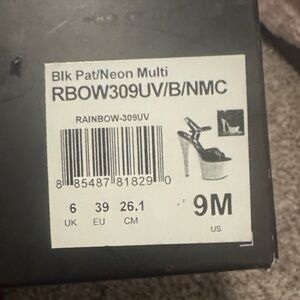 Blk Pat/Neon Multi
RBOW309UV/B/NMC
RAINBOW-309UV
8 85487 81829 0
6 39 26.1 9M
UK EU CM US